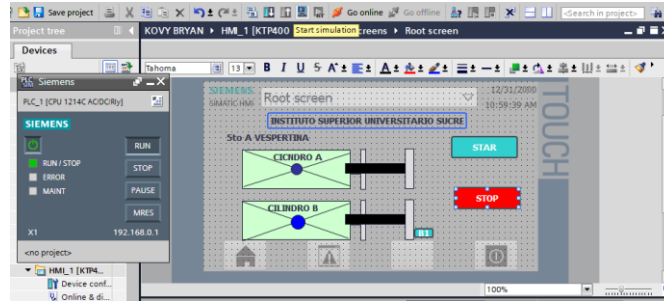 Save project
Go online
Go offline
<Search in project>
Project tree
KOVY BRYAN
HMI_1 [KTP400
Start simulation
creens
Root screen
Devices
Tahoma
13
B I U S
Siemens
PLC_1 [CPU 1214C AC/DC/Rly]
SIEMENS
RUN
RUN / STOP
ERROR
MAINT
STOP
PAUSE
MRES
X1
192.168.0.1
<no project>
HMI_1 [KTP4...
Device conf...
Online & di...
SIEMENS
SIMATIC HMI
Root screen
12/31/2000
10:59:39 AM
TOUCH
INSTITUTO SUPERIOR UNIVERSITARIO SUCRE
5to A VESPERTINA
CICNDRO A
STAR
STOP
CILINDRO B
B1
100%